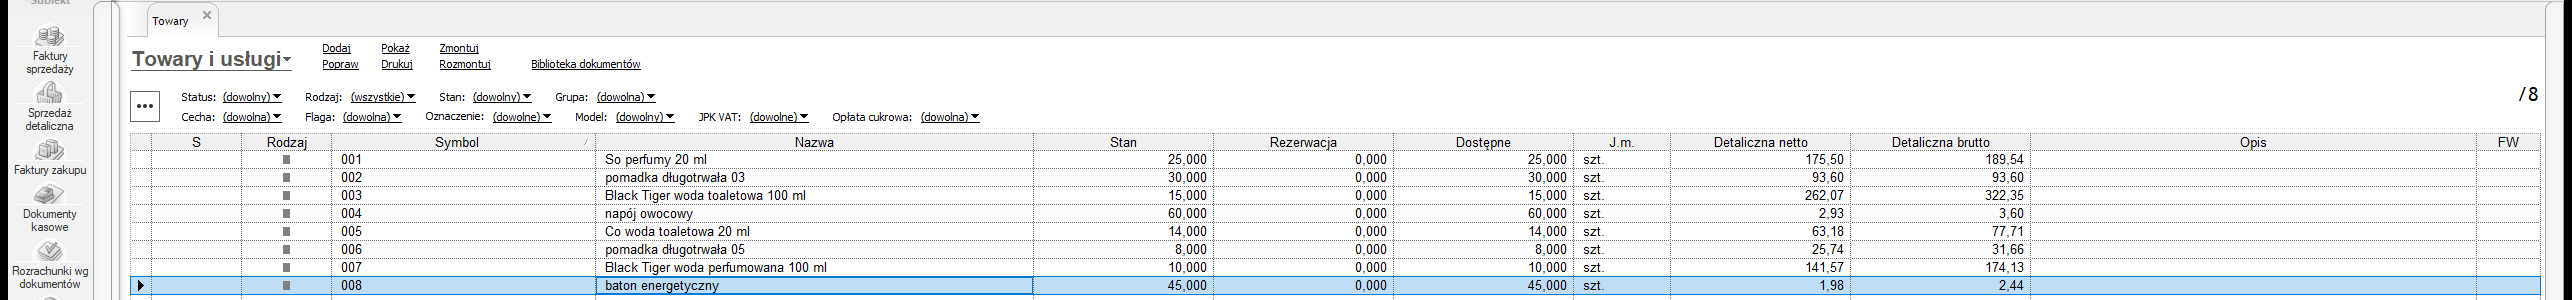 Subiekt
Towary
Faktury sprzedaży
Sprzedaż detaliczna
Faktury zakupu
Dokumenty kasowe
Rozrachunki wg dokumentów
Towary i usługi
Dodaj Pokaż Zmontuj
Popraw Drukuj Rozmontuj Biblioteka dokumentów
... Status: (dowolny) Rodzaj: (wszystkie) Stan: (dowolny) Grupa: (dowolna) /8
Cecha: (dowolna) Flaga: (dowolna) Oznaczenie: (dowolne) Model: (dowolny) JPK VAT: (dowolne) Opłata cukrowa: (dowolna)
S Rodzaj Symbol Nazwa Stan Rezerwacja Dostępne J.m. Detaliczna netto Detaliczna brutto Opis FW
001 So perfumy 20 ml 25,000 0,000 25,000 szt. 175,50 189,54
002 pomadka długotrwała 03 30,000 0,000 30,000 szt. 93,60 93,60
003 Black Tiger woda toaletowa 100 ml 15,000 0,000 15,000 szt. 262,07 322,35
004 napój owocowy 60,000 0,000 60,000 szt. 2,93 3,60
005 Co woda toaletowa 20 ml 14,000 0,000 14,000 szt. 63,18 77,71
006 pomadka długotrwała 05 8,000 0,000 8,000 szt. 25,74 31,66
007 Black Tiger woda perfumowana 100 ml 10,000 0,000 10,000 szt. 141,57 174,13
008 baton energetyczny 45,000 0,000 45,000 szt. 1,98 2,44